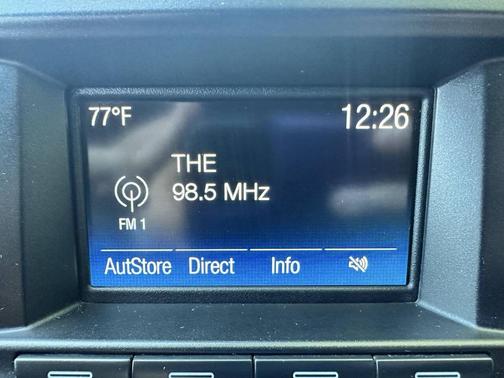 77°F 12:26
THE
98.5 MHz
FM 1
AutStore Direct Info